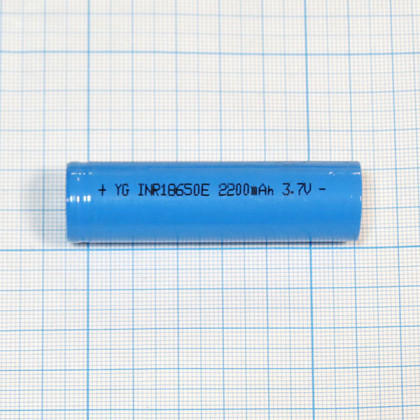 + YG INR18650E 2200mAh 3.7V -